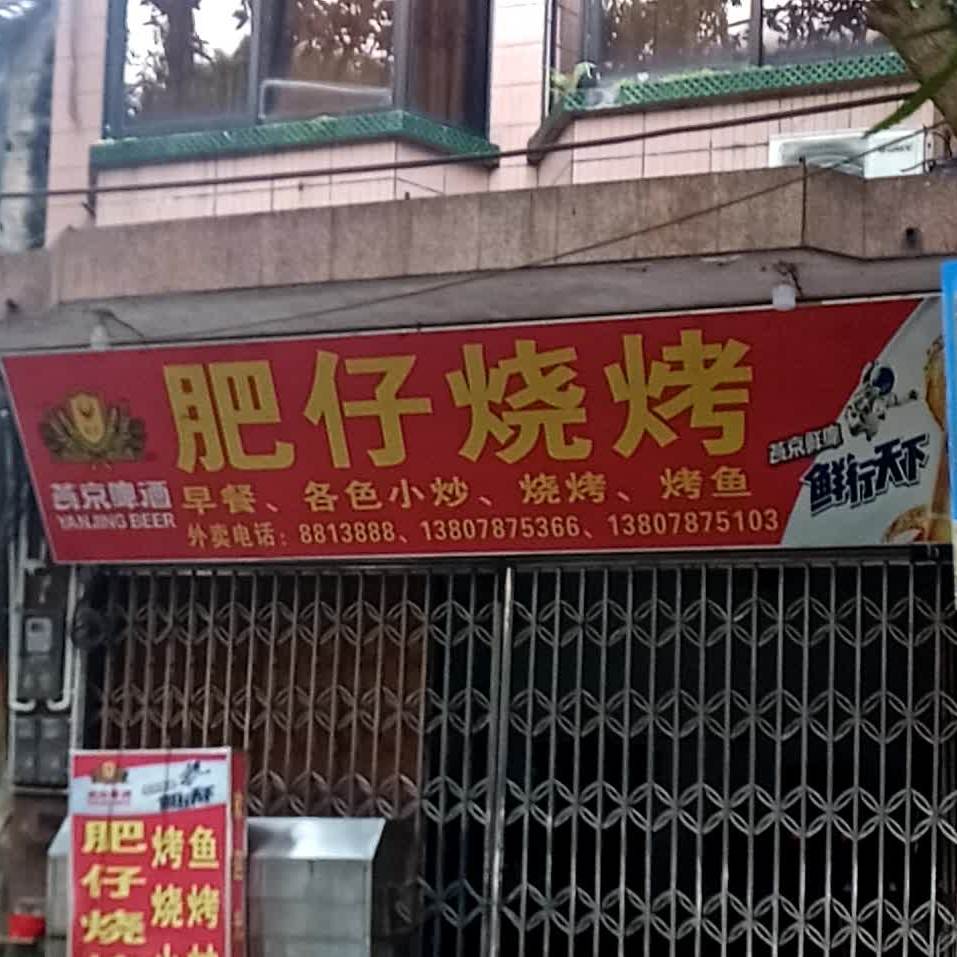 肥仔烧烤
燕京啤酒
YANJING BEER
早餐、各色小炒、烧烤、烤鱼
外卖电话：8813888、13807875366、13807875103
燕京鲜啤
鲜行天下
肥仔烧
烤鱼
烧烤